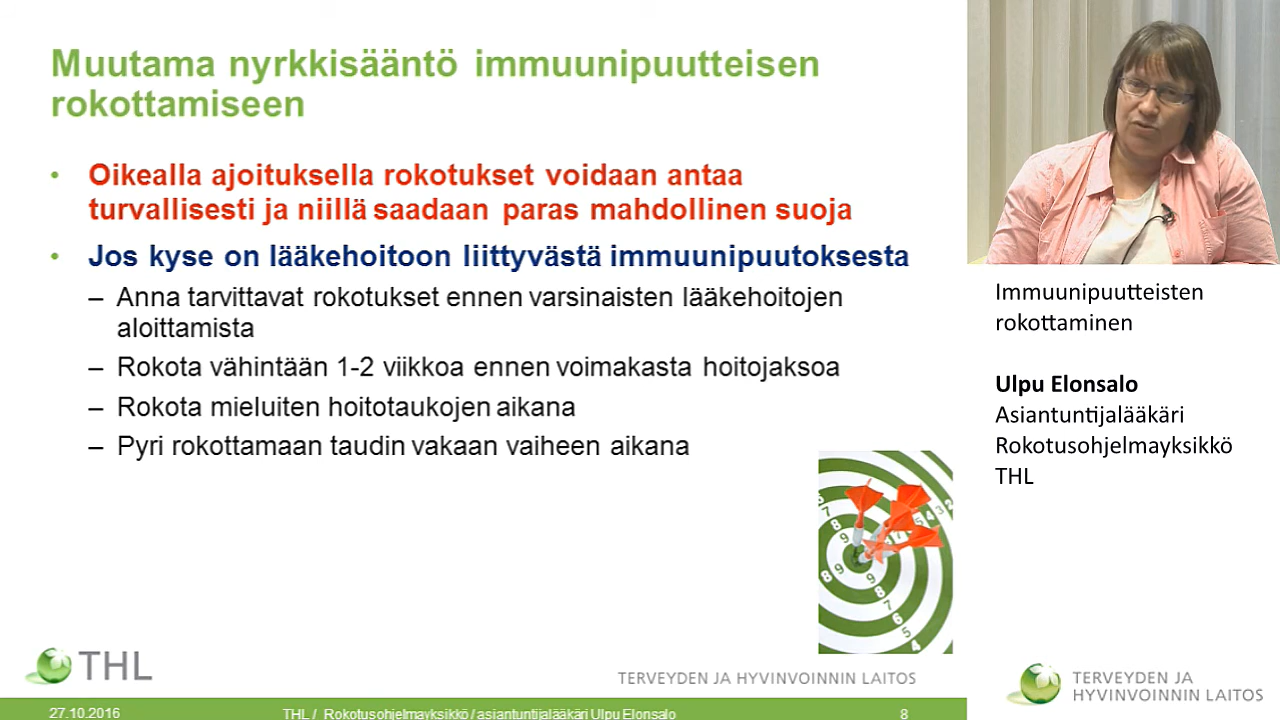 Muutama nyrkkisääntö immuunipuutteisen
rokottamiseen
• Oikealla ajoituksella rokotukset voidaan antaa
turvallisesti ja niillä saadaan paras mahdollinen suoja
• Jos kyse on lääkehoitoon liittyvästä immuunipuutoksesta
– Anna tarvittavat rokotukset ennen varsinaisten lääkehoitojen
aloittamista
– Rokota vähintään 1-2 viikkoa ennen voimakasta hoitojaksoa
– Rokota mieluiten hoitotaukojen aikana
– Pyri rokottamaan taudin vakaan vaiheen aikana
THL
TERVEYDEN JA HYVINVOINNIN LAITOS
27.10.2016
THL / Rokotusohjelmayksikkö / asiantuntijalääkäri Ulpu Elonsalo
8
Immuunipuutteisten
rokottaminen
Ulpu Elonsalo
Asiantuntijalääkäri
Rokotusohjelmayksikkö
THL
TERVEYDEN JA
HYVINVOINNIN LAITOS